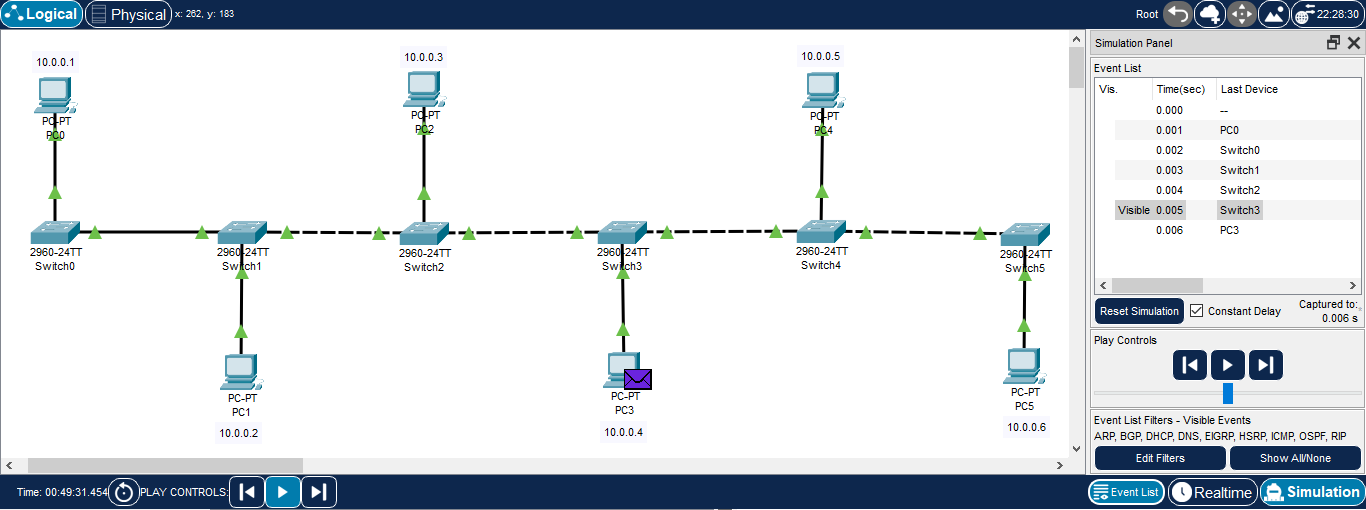 Logical Physical x: 262, y: 183 Root 22:28:30
10.0.0.1
PC-PT
PC0
10.0.0.3
PC-PT
PC2
10.0.0.5
PC-PT
PC4
2960-24TT
Switch0
2960-24TT
Switch1
2960-24TT
Switch2
2960-24TT
Switch3
2960-24TT
Switch4
2960-24TT
Switch5
PC-PT
PC1
10.0.0.2
PC-PT
PC3
10.0.0.4
PC-PT
PC5
10.0.0.6
Simulation Panel
Event List
Vis. Time(sec) Last Device
0.000 --
0.001 PC0
0.002 Switch0
0.003 Switch1
0.004 Switch2
Visible 0.005 Switch3
0.006 PC3
Reset Simulation Constant Delay Captured to:
0.006 s
Play Controls
Event List Filters - Visible Events
ARP, BGP, DHCP, DNS, EIGRP, HSRP, ICMP, OSPF, RIP
Edit Filters Show All/None
Time: 00:49:31.454 PLAY CONTROLS: Event List Realtime Simulation